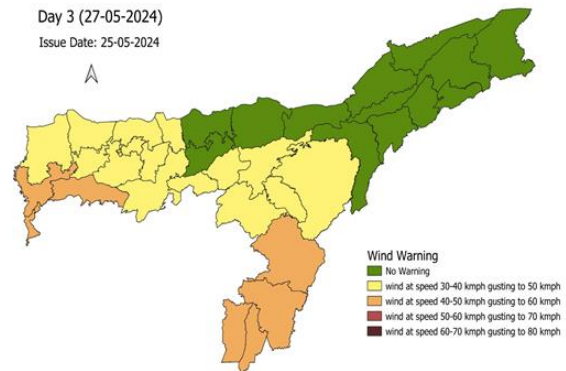 Day 3 (27-05-2024)
Issue Date: 25-05-2024
Wind Warning
No Warning
wind at speed 30-40 kmph gusting to 50 kmph
wind at speed 40-50 kmph gusting to 60 kmph
wind at speed 50-60 kmph gusting to 70 kmph
wind at speed 60-70 kmph gusting to 80 kmph